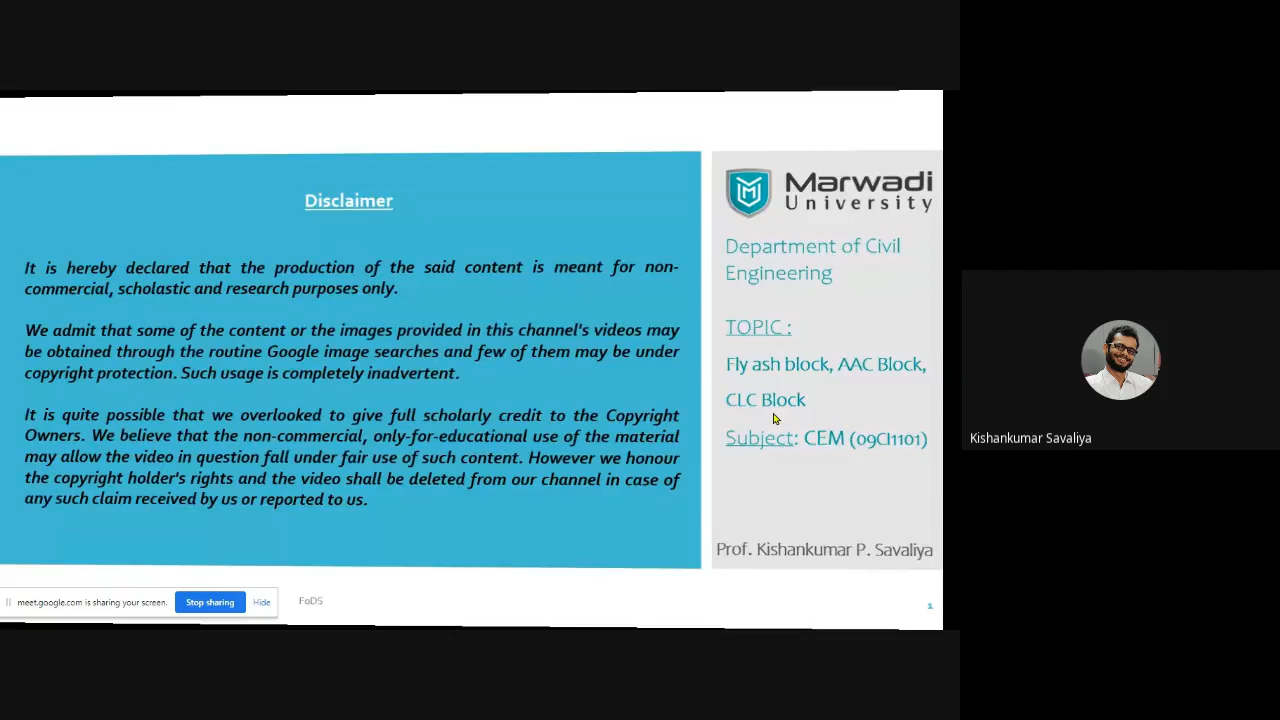 Disclaimer
It is hereby declared that the production of the said content is meant for non-
commercial, scholastic and research purposes only.
We admit that some of the content or the images provided in this channel's videos may
be obtained through the routine Google image searches and few of them may be under
copyright protection. Such usage is completely inadvertent.
It is quite possible that we overlooked to give full scholarly credit to the Copyright
Owners. We believe that the non-commercial, only-for-educational use of the material
may allow the video in question fall under fair use of such content. However we honour
the copyright holder's rights and the video shall be deleted from our channel in case of
any such claim received by us or reported to us.
Marwadi
University
Department of Civil
Engineering
TOPIC :
Fly ash block, AAC Block,
CLC Block
Subject: CEM (09CI1101)
Prof. Kishankumar P. Savaliya
meet.google.com is sharing your screen.
Stop sharing
Hide
FoDS
1
Kishankumar Savaliya